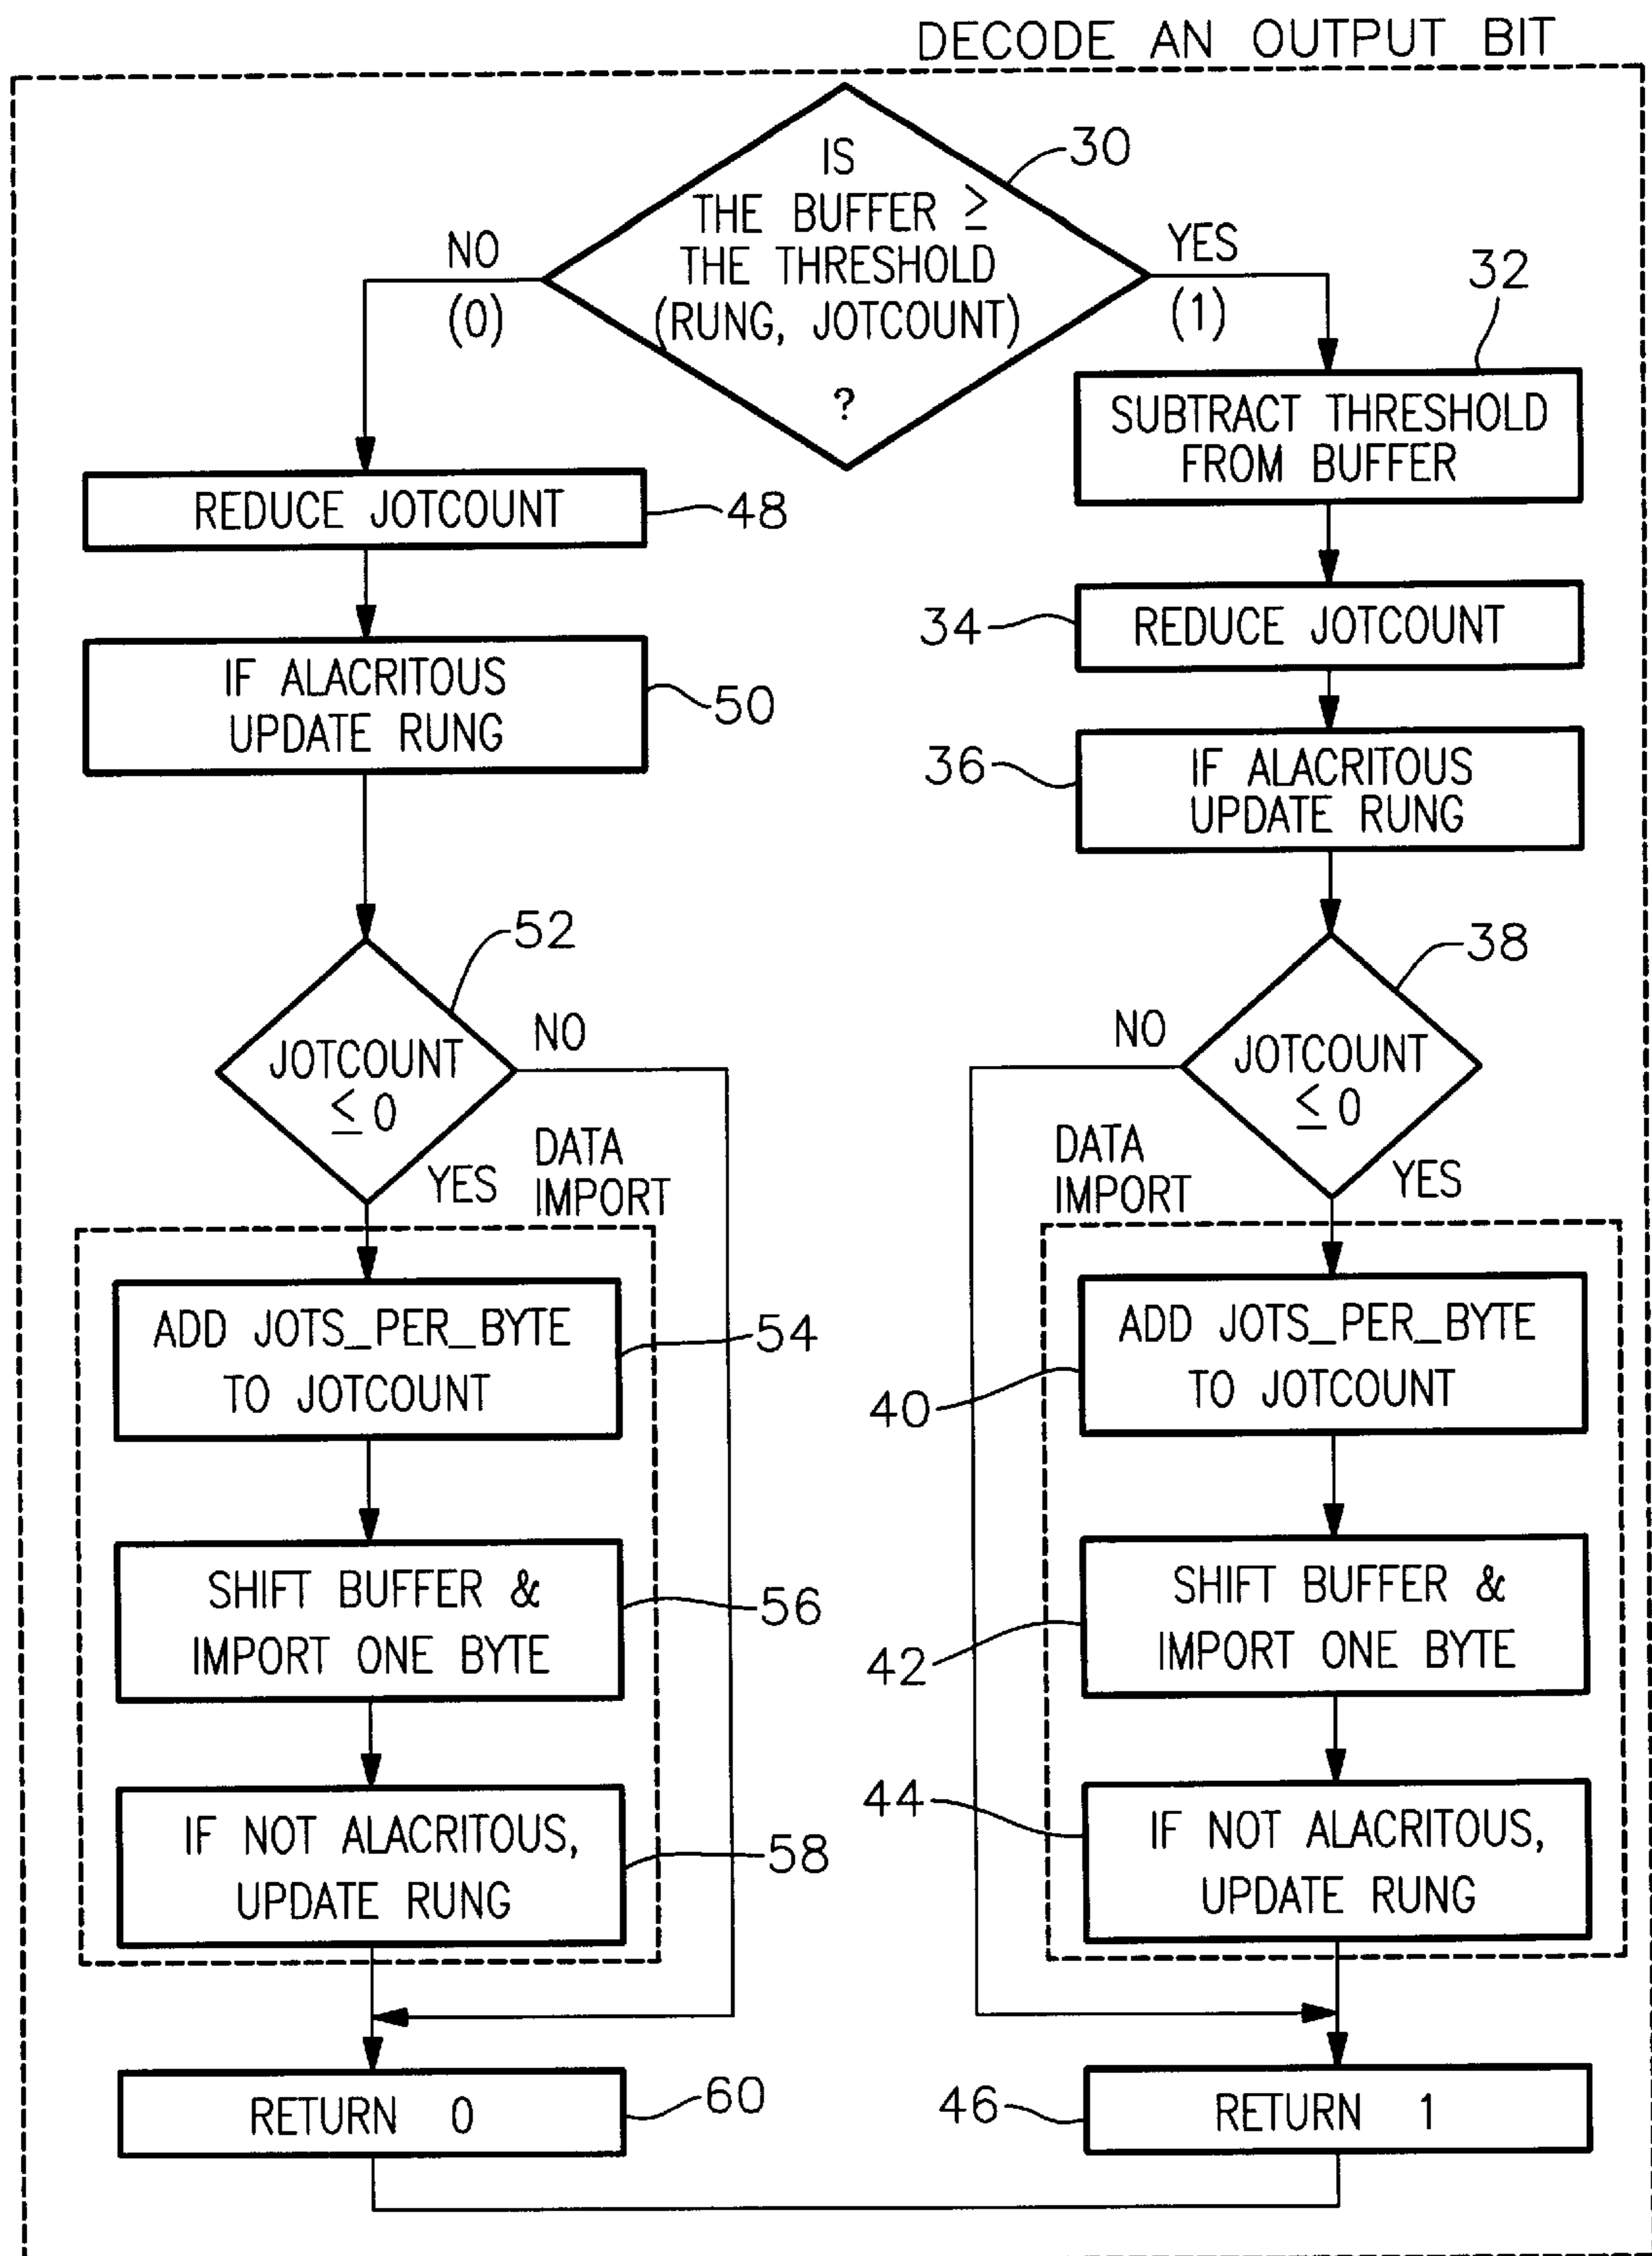 DECODE AN OUTPUT BIT
IS
THE BUFFER ≥
THE THRESHOLD
(RUNG, JOTCOUNT)
?
30
NO
(0)
YES
(1)
32
SUBTRACT THRESHOLD
FROM BUFFER
REDUCE JOTCOUNT
48
34
REDUCE JOTCOUNT
IF ALACRITOUS
UPDATE RUNG
50
36
IF ALACRITOUS
UPDATE RUNG
52
JOTCOUNT
≤ 0
NO
YES
DATA
IMPORT
38
NO
JOTCOUNT
≤ 0
DATA
IMPORT
YES
ADD JOTS_PER_BYTE
TO JOTCOUNT
54
40
ADD JOTS_PER_BYTE
TO JOTCOUNT
SHIFT BUFFER &
IMPORT ONE BYTE
56
42
SHIFT BUFFER &
IMPORT ONE BYTE
IF NOT ALACRITOUS,
UPDATE RUNG
58
44
IF NOT ALACRITOUS,
UPDATE RUNG
RETURN 0
60
46
RETURN 1